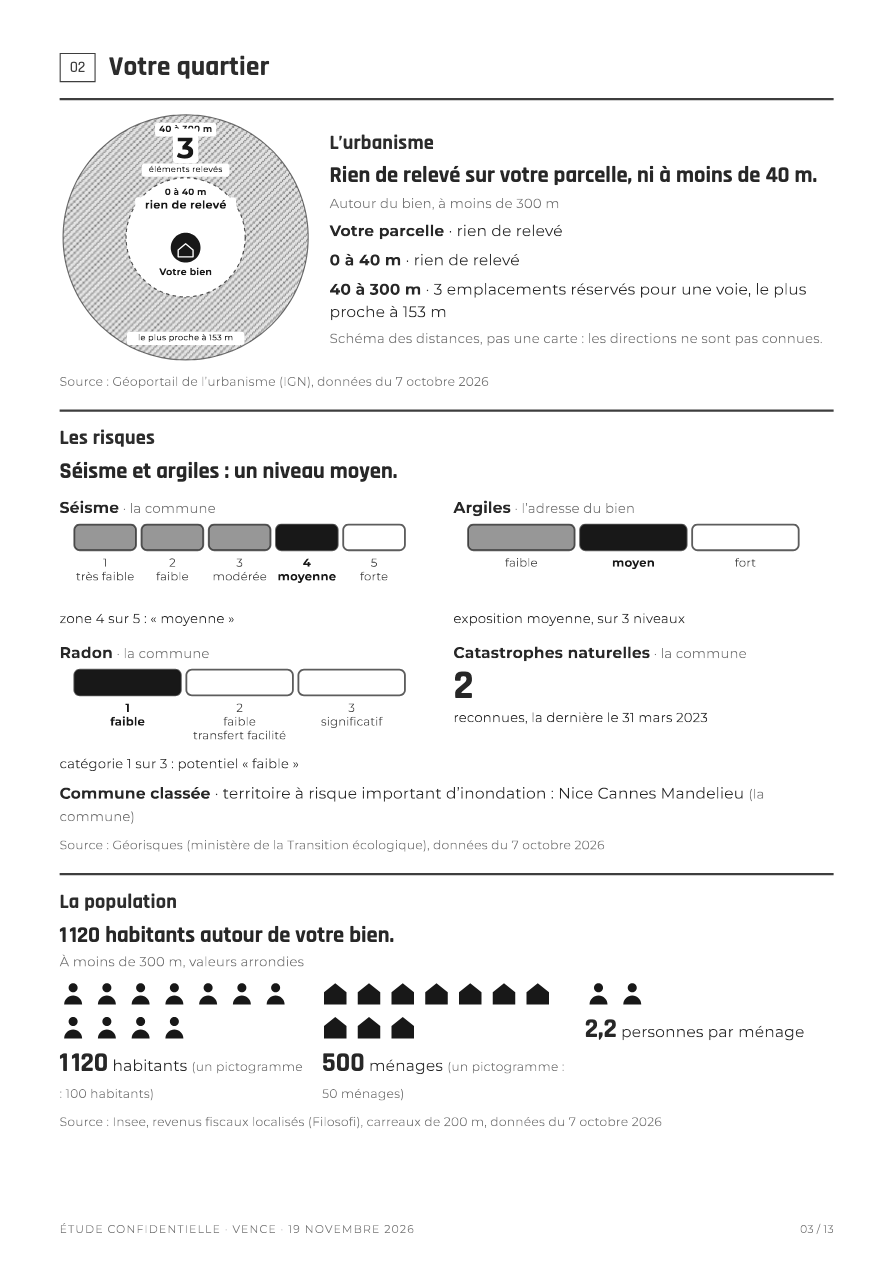 02 Votre quartier
40 à 300 m
3
éléments relevés
0 à 40 m
rien de relevé
Votre bien
le plus proche à 153 m
L’urbanisme
Rien de relevé sur votre parcelle, ni à moins de 40 m.
Autour du bien, à moins de 300 m
Votre parcelle · rien de relevé
0 à 40 m · rien de relevé
40 à 300 m · 3 emplacements réservés pour une voie, le plus
proche à 153 m
Schéma des distances, pas une carte : les directions ne sont pas connues.
Source : Géoportail de l’urbanisme (IGN), données du 7 octobre 2026
Les risques
Séisme et argiles : un niveau moyen.
Séisme · la commune
1 2 3 4 5
très faible faible modérée moyenne forte
zone 4 sur 5 : « moyenne »
Argiles · l’adresse du bien
faible moyen fort
exposition moyenne, sur 3 niveaux
Radon · la commune
1 2 3
faible faible significatif
transfert facilité
catégorie 1 sur 3 : potentiel « faible »
Catastrophes naturelles · la commune
2
reconnues, la dernière le 31 mars 2023
Commune classée · territoire à risque important d’inondation : Nice Cannes Mandelieu (la
commune)
Source : Géorisques (ministère de la Transition écologique), données du 7 octobre 2026
La population
1 120 habitants autour de votre bien.
À moins de 300 m, valeurs arrondies
1 120 habitants (un pictogramme
: 100 habitants)
500 ménages (un pictogramme :
50 ménages)
2,2 personnes par ménage
Source : Insee, revenus fiscaux localisés (Filosofi), carreaux de 200 m, données du 7 octobre 2026
ÉTUDE CONFIDENTIELLE · VENCE · 19 NOVEMBRE 2026
03 / 13